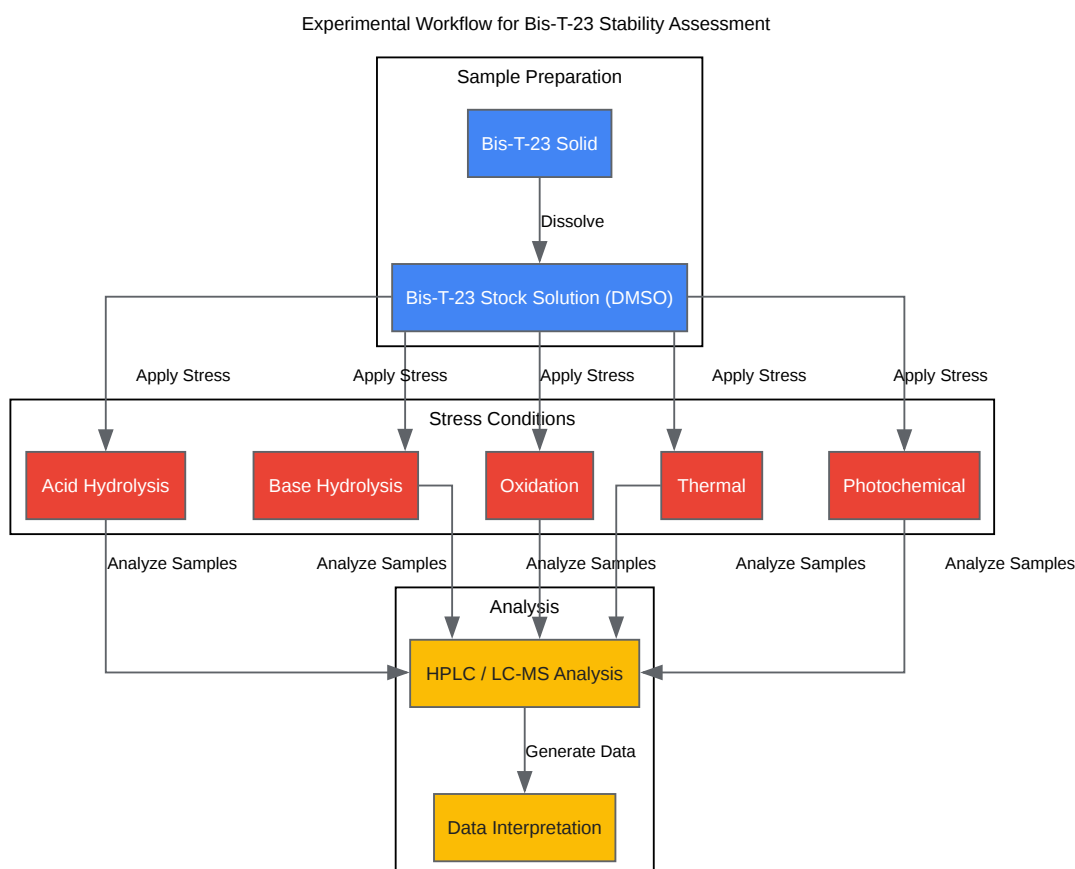 Experimental Workflow for Bis-T-23 Stability Assessment
Sample Preparation
Bis-T-23 Solid
Dissolve
Bis-T-23 Stock Solution (DMSO)
Apply Stress
Apply Stress
Apply Stress
Apply Stress
Apply Stress
Stress Conditions
Acid Hydrolysis
Base Hydrolysis
Oxidation
Thermal
Photochemical
Analyze Samples
Analyze Samples
Analyze Samples
Analyze Samples
Analyze Samples
Analysis
HPLC / LC-MS Analysis
Generate Data
Data Interpretation